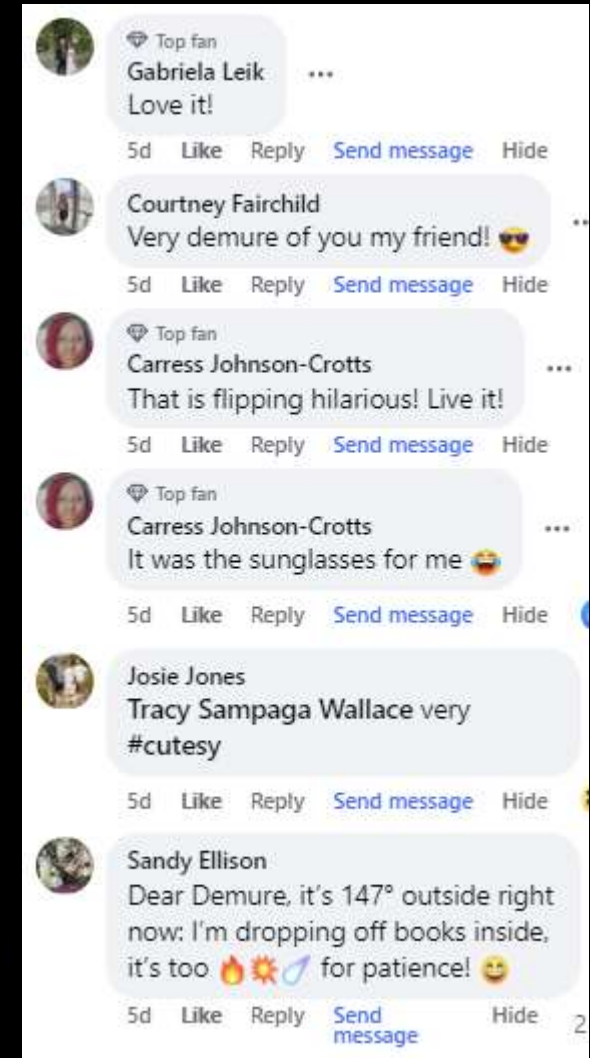 Top fan
Gabriela Leik
Love it!
5d Like Reply Send message Hide
Courtney Fairchild
Very demure of you my friend! 😎
5d Like Reply Send message Hide
Top fan
Carress Johnson-Crotts
That is flipping hilarious! Live it!
5d Like Reply Send message Hide
Top fan
Carress Johnson-Crotts
It was the sunglasses for me 😂
5d Like Reply Send message Hide
Josie Jones
Tracy Sampaga Wallace very
#cutesy
5d Like Reply Send message Hide
Sandy Ellison
Dear Demure, it's 147° outside right
now: I'm dropping off books inside,
it's too 🔥💥☄️ for patience! 😄
5d Like Reply Send message Hide 2